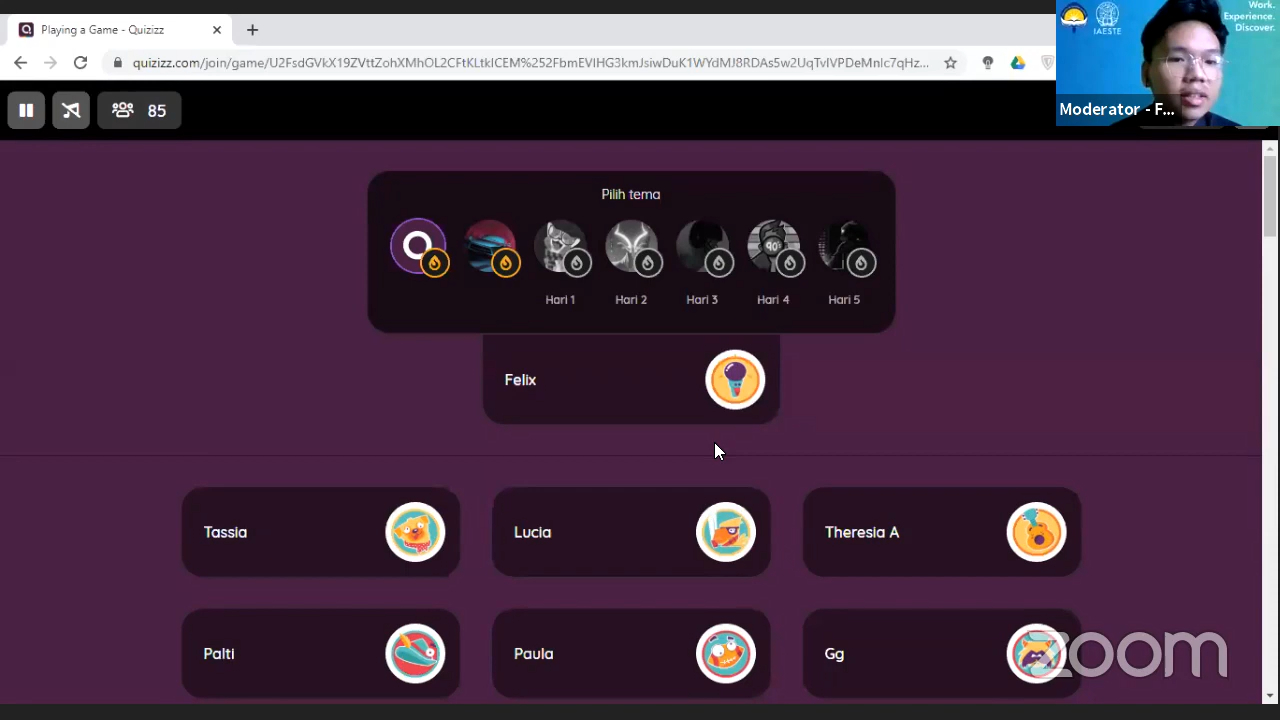 Playing a Game - Quizizz
quizizz.com/join/game/U2FsdGVkX19ZVttZohXMhOL2CFtKLtkICEM%252FbmEVlHG3kmJsiwDuK1WYdMJ8RDAs5w2UqTvIVPDeMnlc7qHz...
Work.
Experience.
Discover.
IAESTE
Moderator - F...
85
Pilih tema
Hari 1
Hari 2
Hari 3
Hari 4
Hari 5
Felix
Tassia
Lucia
Theresia A
Palti
Paula
Gg
zoom